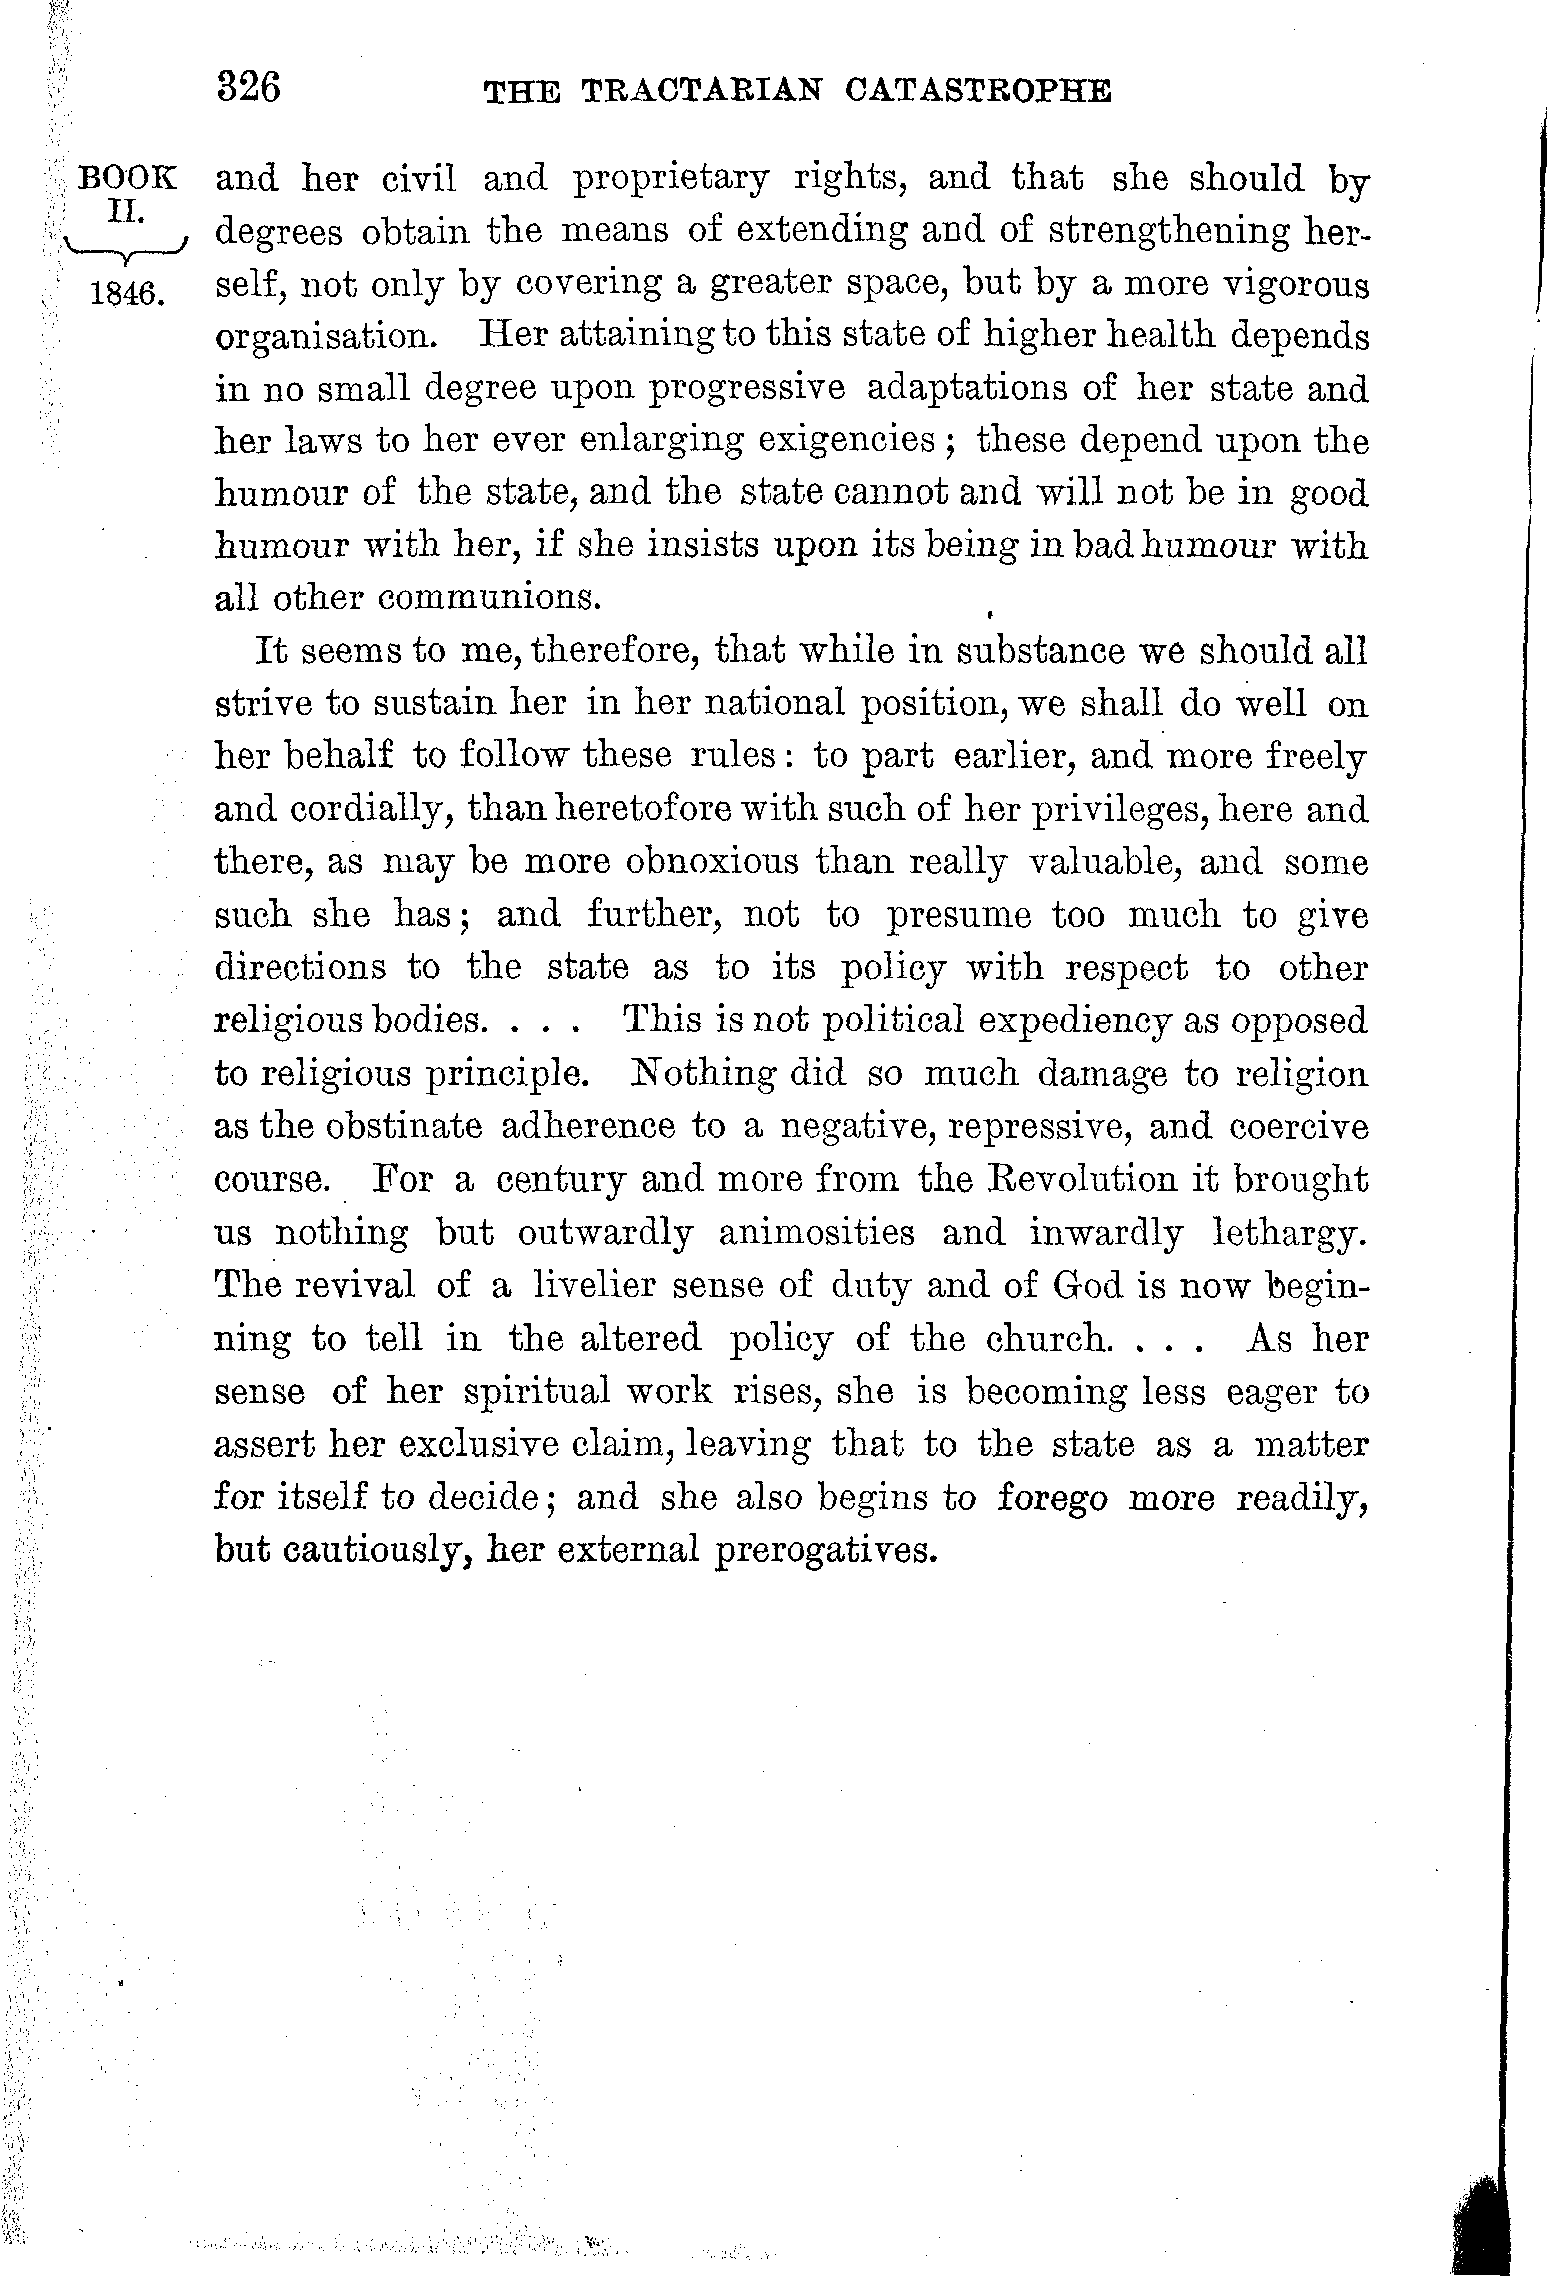 326 THE TRACTARIAN CATASTROPHE
BOOK
II.
1846.
and her civil and proprietary rights, and that she should by
degrees obtain the means of extending and of strengthening her-
self, not only by covering a greater space, but by a more vigorous
organisation. Her attaining to this state of higher health depends
in no small degree upon progressive adaptations of her state and
her laws to her ever enlarging exigencies; these depend upon the
humour of the state, and the state cannot and will not be in good
humour with her, if she insists upon its being in bad humour with
all other communions.
It seems to me, therefore, that while in substance we should all
strive to sustain her in her national position, we shall do well on
her behalf to follow these rules: to part earlier, and more freely
and cordially, than heretofore with such of her privileges, here and
there, as may be more obnoxious than really valuable, and some
such she has; and further, not to presume too much to give
directions to the state as to its policy with respect to other
religious bodies. . . . This is not political expediency as opposed
to religious principle. Nothing did so much damage to religion
as the obstinate adherence to a negative, repressive, and coercive
course. For a century and more from the Revolution it brought
us nothing but outwardly animosities and inwardly lethargy.
The revival of a livelier sense of duty and of God is now begin-
ning to tell in the altered policy of the church. . . . As her
sense of her spiritual work rises, she is becoming less eager to
assert her exclusive claim, leaving that to the state as a matter
for itself to decide; and she also begins to forego more readily,
but cautiously, her external prerogatives.